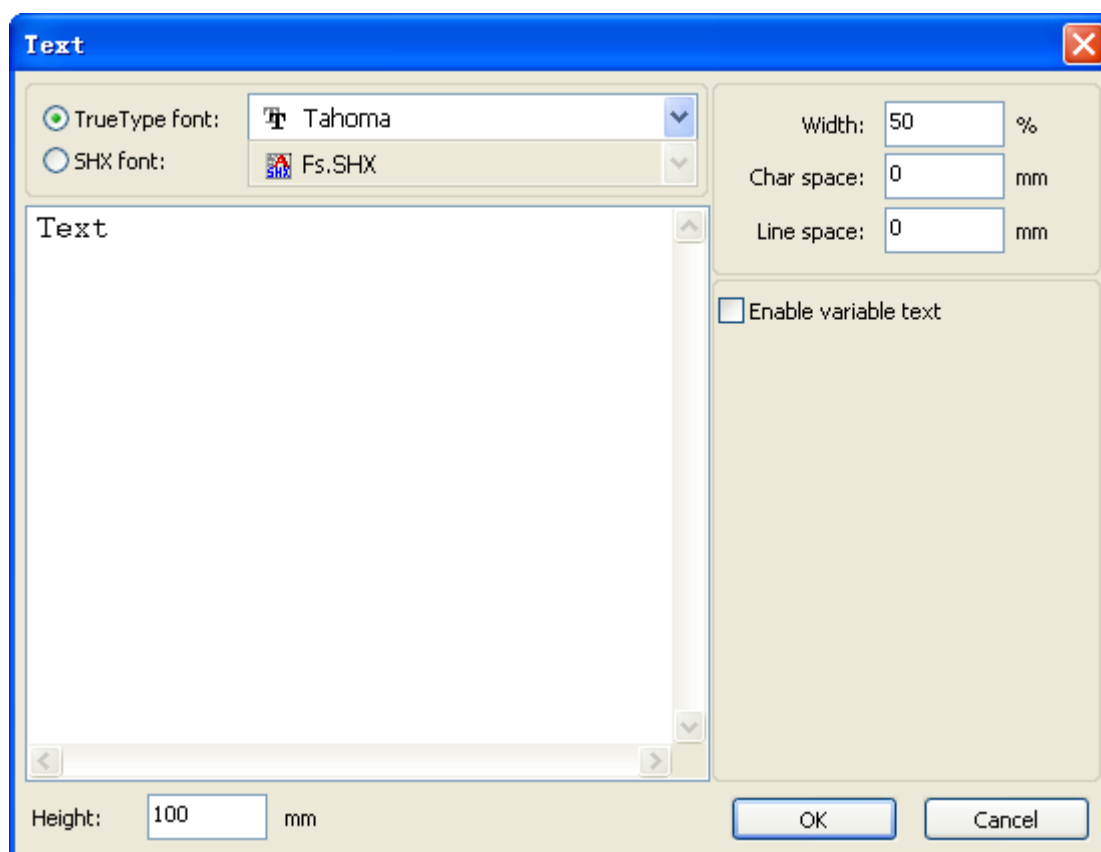 Text
TrueType font: Tahoma
SHX font: Fs.SHX
Width: 50 %
Char space: 0 mm
Line space: 0 mm
Text
Enable variable text
Height: 100 mm
OK Cancel